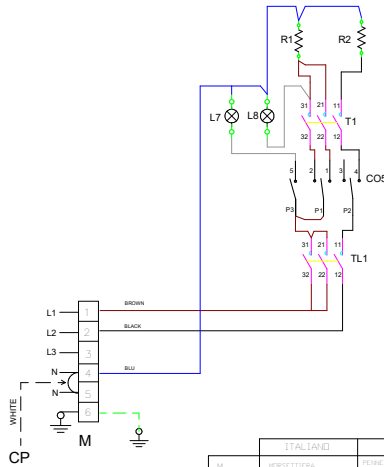 R1
R2
L7
L8
31 21 11
T1
32 22 12
5 2 1 3 4
CO5
P3 P1 P2
31 21 11
TL1
32 22 12
BROWN
L1 1
BLACK
L2 2
L3 3
BLU
N 4
N 5
WHITE
6
CP
M
ITALIANO
M MORSETTIERA